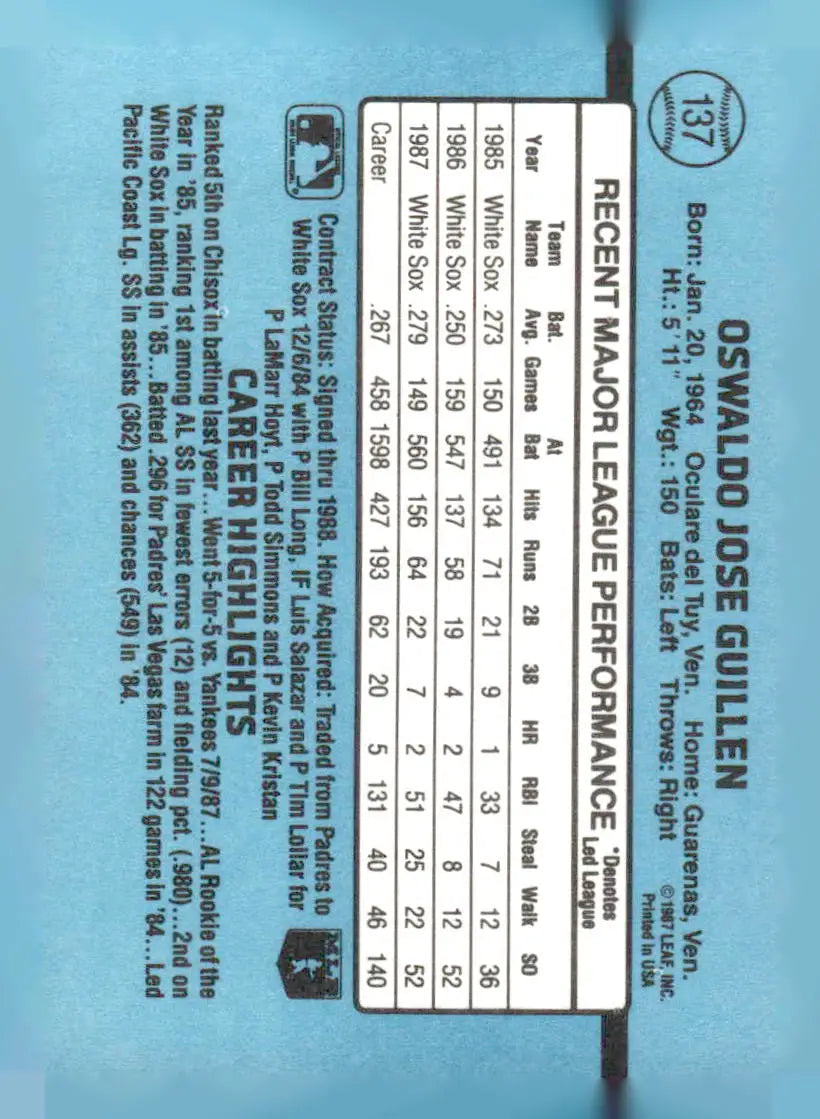 137
OSWALDO JOSE GUILLEN
Born: Jan. 20, 1964 Oculare del Tuy, Ven. Home: Guarenas, Ven.
Ht.: 5'11" Wgt.: 150 Bats: Left Throws: Right
©1987 LEAF, INC.
Printed in USA
RECENT MAJOR LEAGUE PERFORMANCE
*Denotes
Led League
Team Bat. At
Year Name Avg. Games Bat Hits Runs 2B 3B HR RBI Steal Walk SO
1985 White Sox .273 150 491 134 71 21 9 1 33 7 12 36
1986 White Sox .250 159 547 137 58 19 4 2 47 8 12 52
1987 White Sox .279 149 560 156 64 22 7 2 51 25 22 52
Career .267 458 1598 427 193 62 20 5 131 40 46 140
Contract Status: Signed thru 1988. How Acquired: Traded from Padres to
White Sox 12/6/84 with P Bill Long, IF Luis Salazar and P Tim Lollar for
P LaMarr Hoyt, P Todd Simmons and P Kevin Kristan
MLB
CAREER HIGHLIGHTS
Ranked 5th on Chisox in batting last year...Went 5-for-5 vs. Yankees 7/9/87...AL Rookie of the
Year in '85, ranking 1st among AL SS in fewest errors (12) and fielding pct. (.980)...2nd on
White Sox in batting in '85...Batted .296 for Padres' Las Vegas farm in 122 games in '84...Led
Pacific Coast Lg. SS in assists (362) and chances (549) in '84.